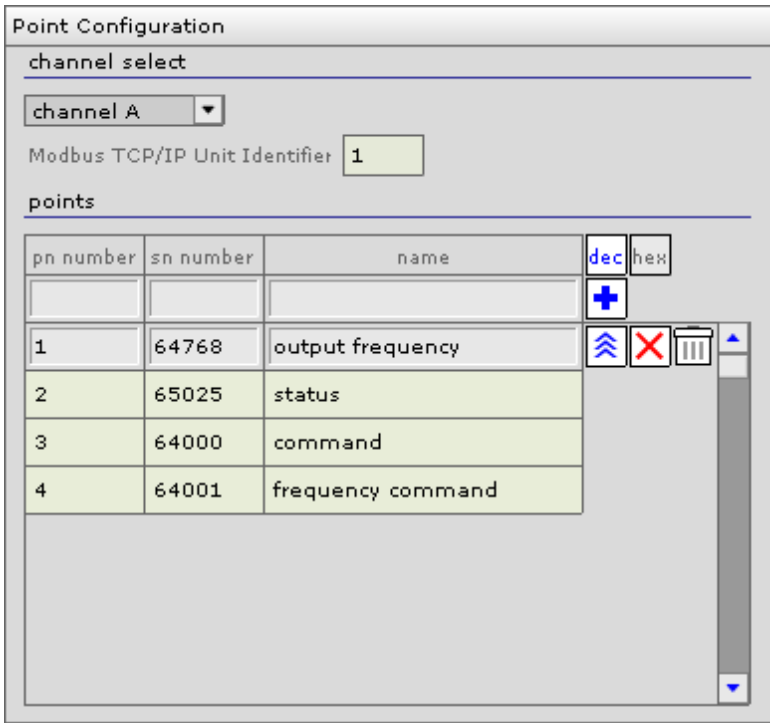 Point Configuration
channel select
channel A
Modbus TCP/IP Unit Identifier 1
points
pn number sn number name dec hex
1 64768 output frequency
2 65025 status
3 64000 command
4 64001 frequency command